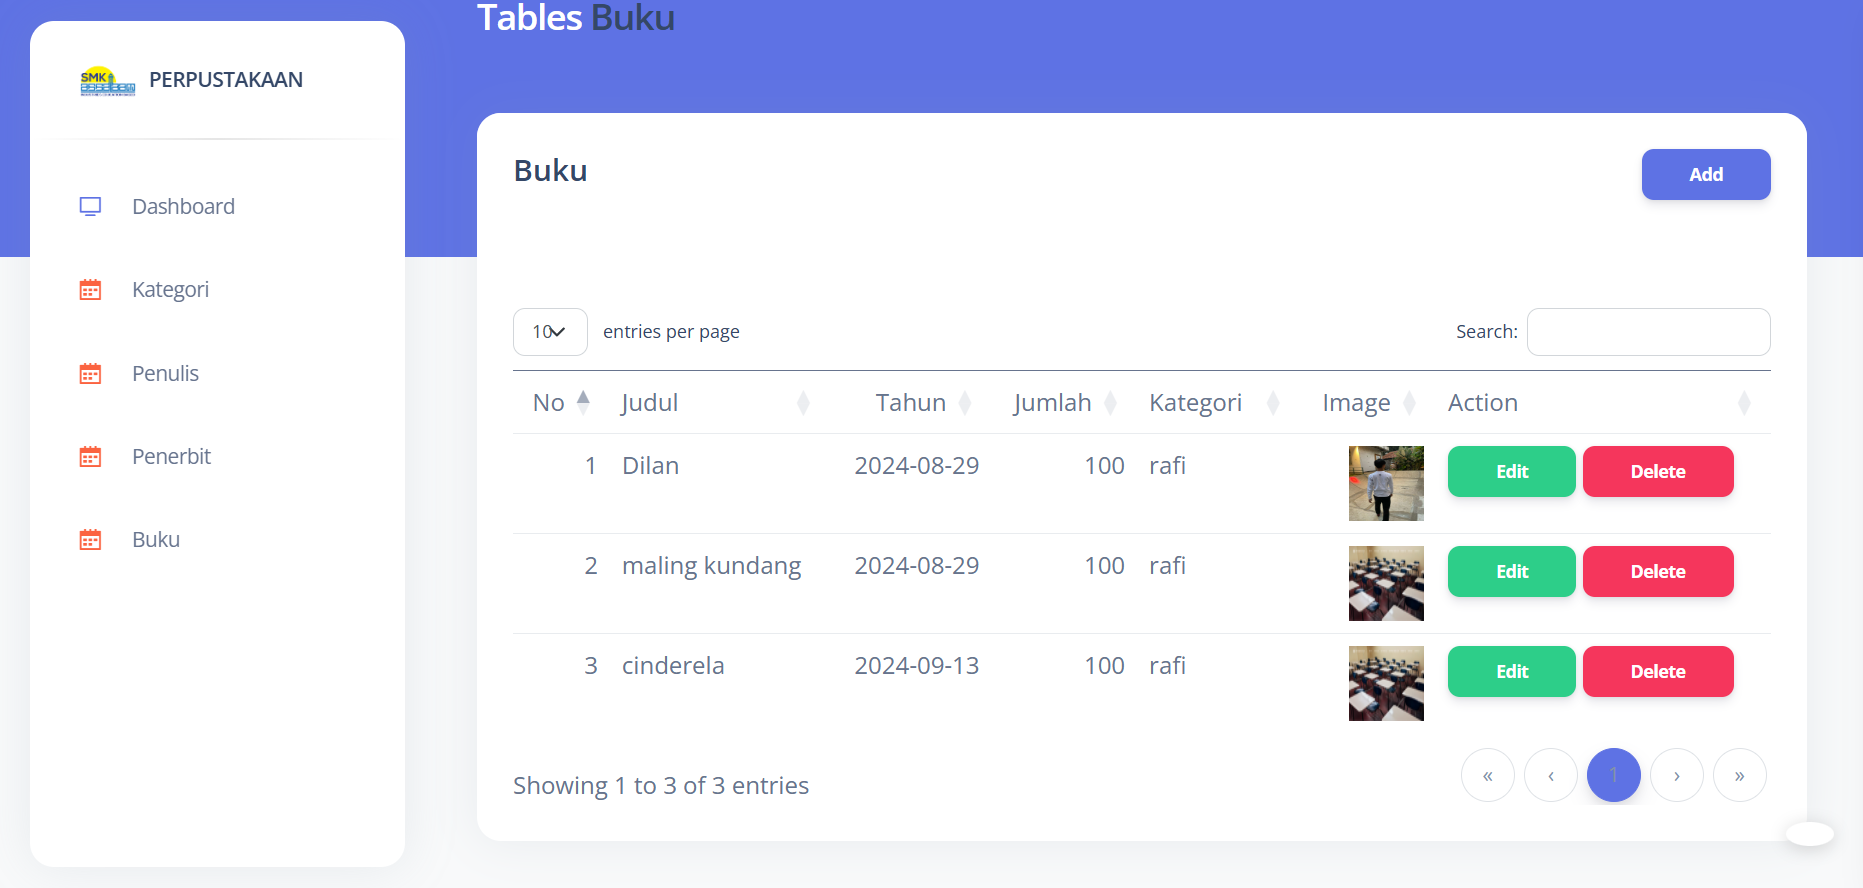 Tables Buku
SMK
PERPUSTAKAAN
Dashboard
Kategori
Penulis
Penerbit
Buku
Buku
Add
10 entries per page
Search:
No Judul Tahun Jumlah Kategori Image Action
1 Dilan 2024-08-29 100 rafi Edit Delete
2 maling kundang 2024-08-29 100 rafi Edit Delete
3 cinderela 2024-09-13 100 rafi Edit Delete
Showing 1 to 3 of 3 entries
« ‹ 1 › »